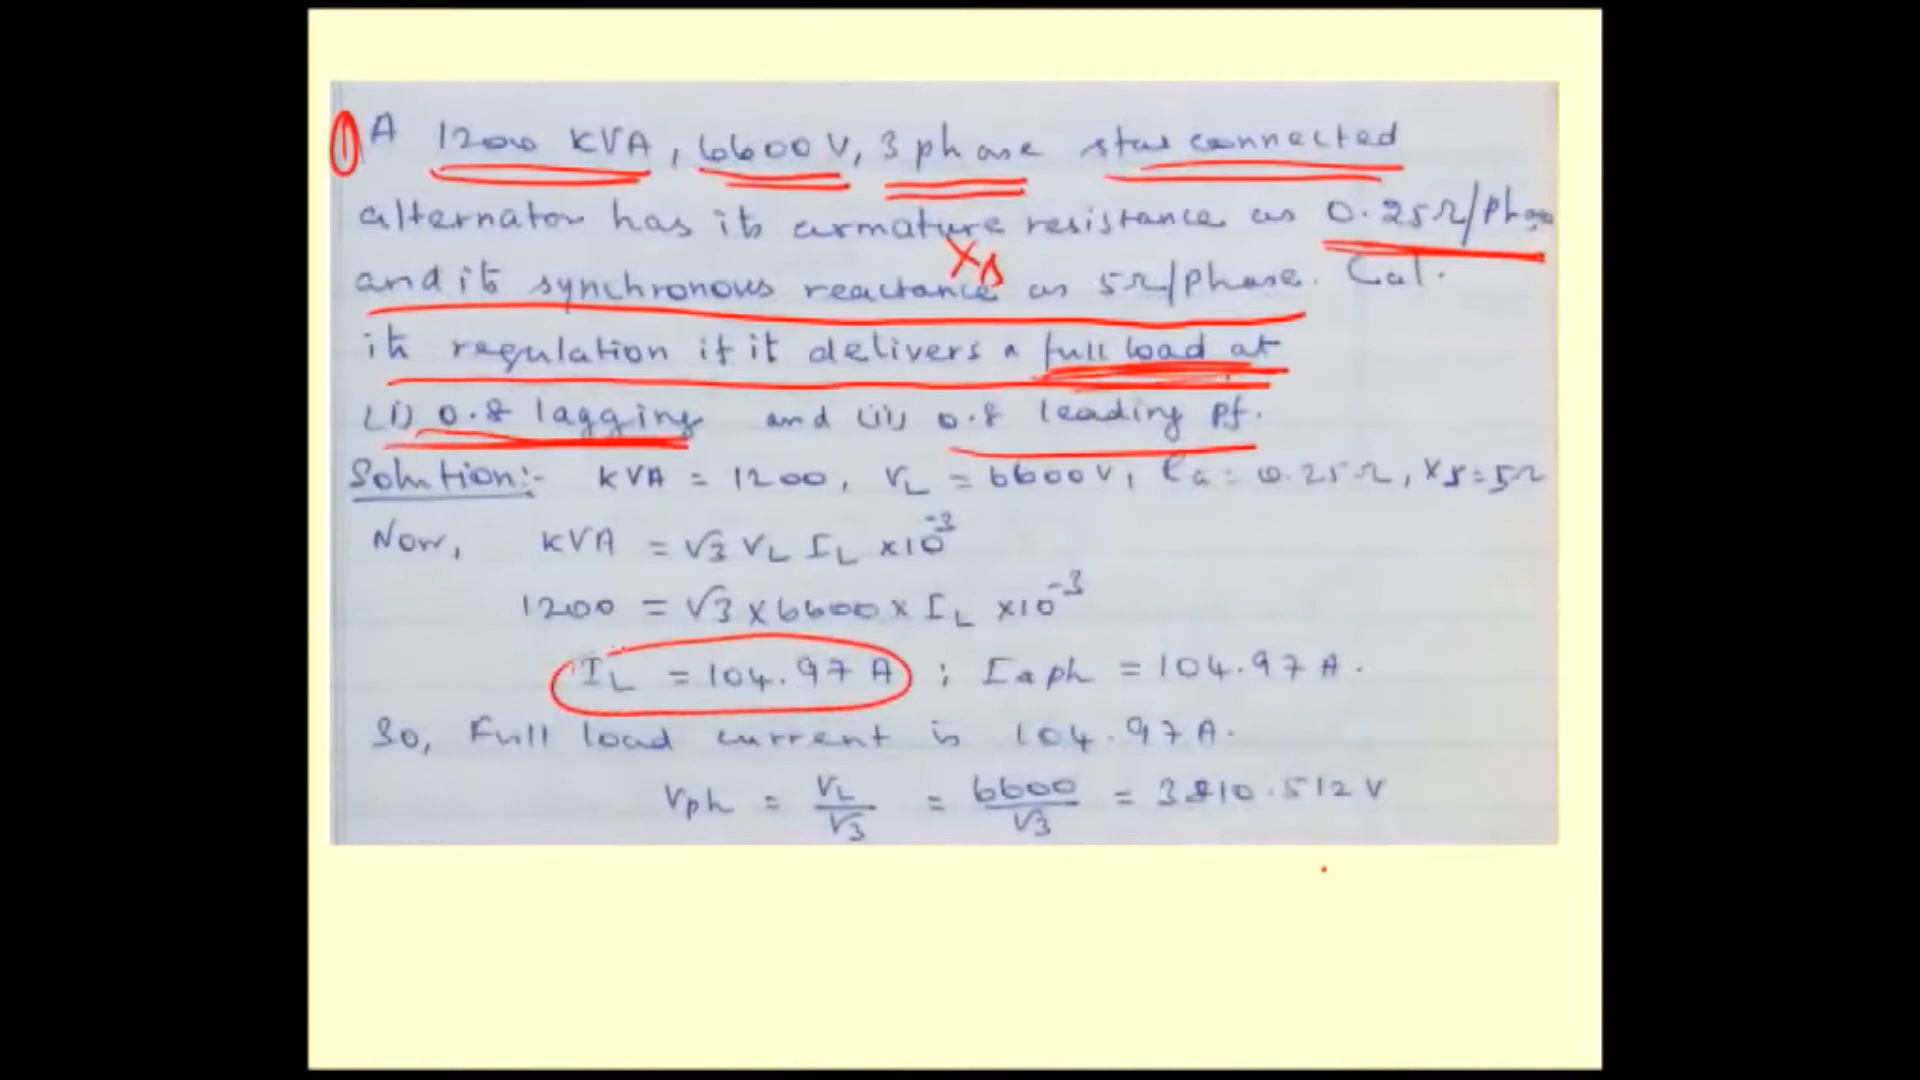 ① A 1200 KVA, 6600 V, 3 phase star connected
alternator has its armature resistance as 0.25Ω/Phase
Xs
and its synchronous reactance as 5Ω/Phase. Cal.
its regulation if it delivers a full load at
(i) 0.8 lagging and (ii) 0.8 leading pf.
Solution:- KVA = 1200, VL = 6600V, Ra = 0.25Ω, Xs = 5Ω
Now, KVA = √3 VL IL ×10⁻³
1200 = √3 × 6600 × IL ×10⁻³
IL = 104.97 A ; Iaph = 104.97 A.
So, Full load current is 104.97 A.
Vph = VL/√3 = 6600/√3 = 3810.512 V